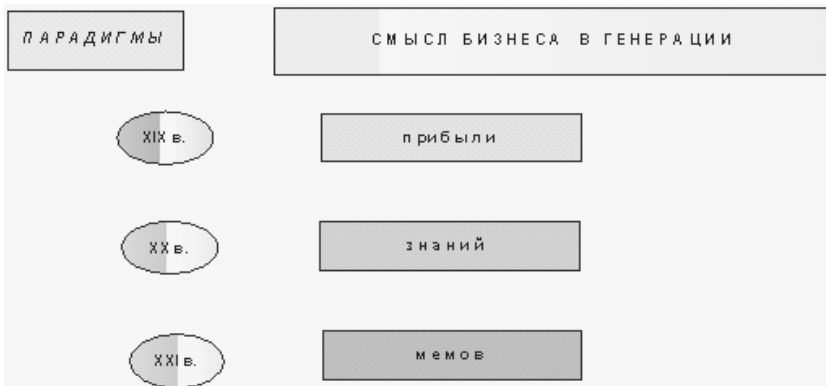 ПАРАДИГМЫ
СМЫСЛ БИЗНЕСА В ГЕНЕРАЦИИ
XIX в.
прибыли
XX в.
знаний
XXI в.
мемов